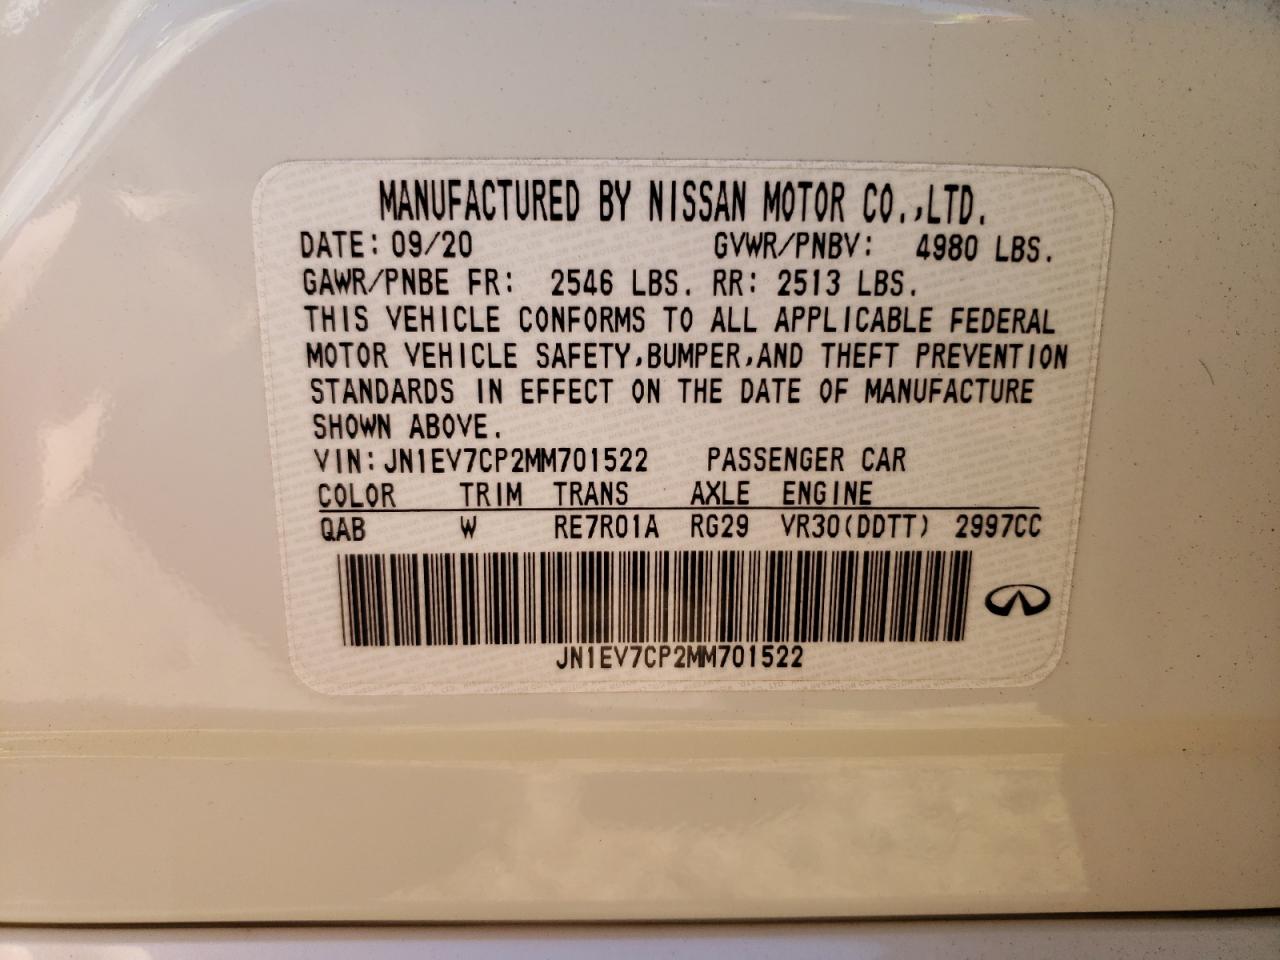 MANUFACTURED BY NISSAN MOTOR CO.,LTD.
DATE: 09/20 GVWR/PNBV: 4980 LBS.
GAWR/PNBE FR: 2546 LBS. RR: 2513 LBS.
THIS VEHICLE CONFORMS TO ALL APPLICABLE FEDERAL
MOTOR VEHICLE SAFETY,BUMPER,AND THEFT PREVENTION
STANDARDS IN EFFECT ON THE DATE OF MANUFACTURE
SHOWN ABOVE.
VIN: JN1EV7CP2MM701522 PASSENGER CAR
COLOR TRIM TRANS AXLE ENGINE
QAB W RE7R01A RG29 VR30(DDTT) 2997CC
JN1EV7CP2MM701522